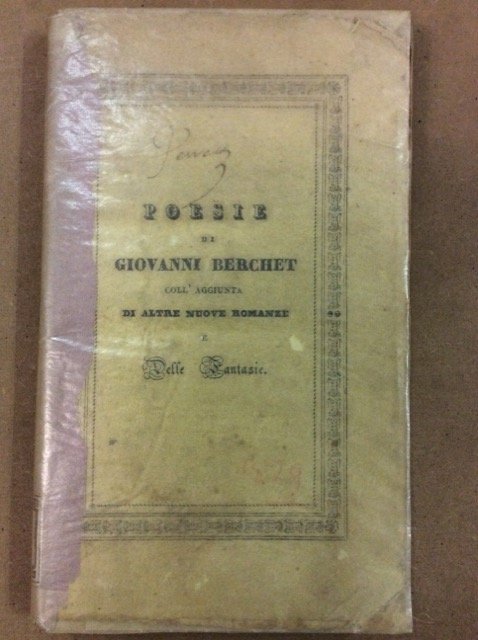 POESIE
DI
GIOVANNI BERCHET
COLL' AGGIUNTA
DI ALTRE NUOVE ROMANZE
E
Delle Fantasie.